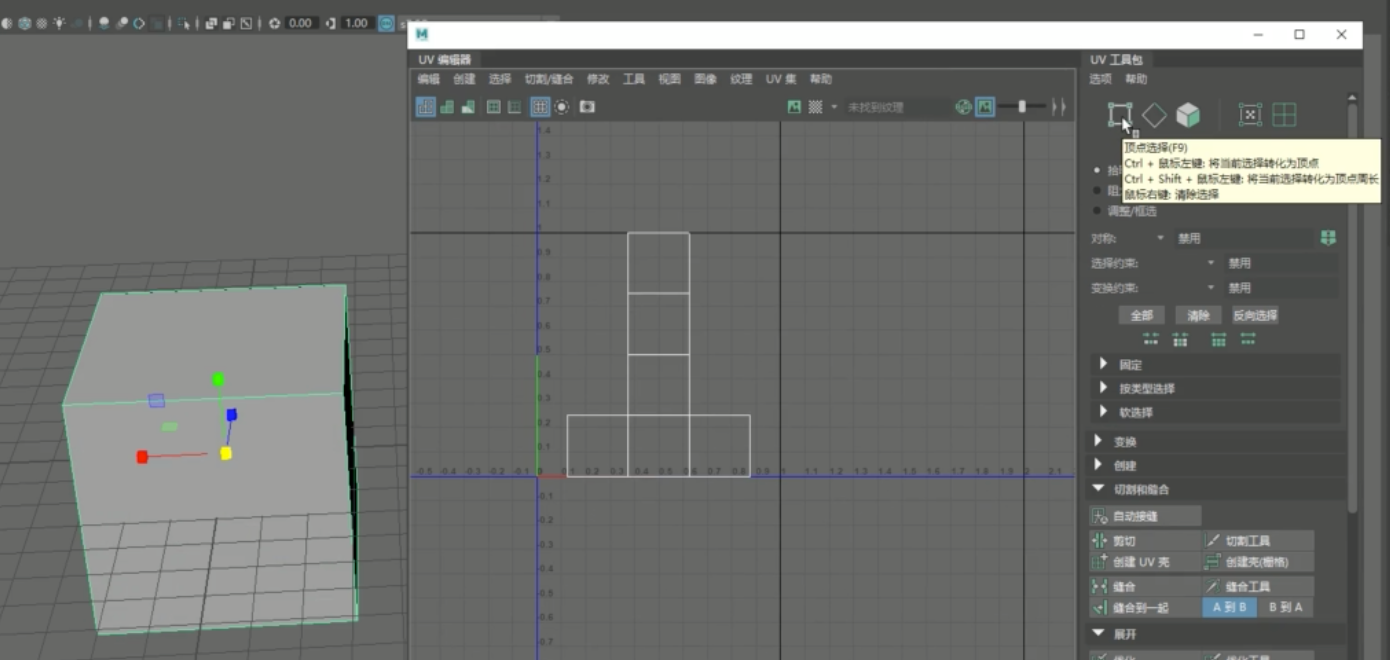 0.00
1.00
UV 编辑器
编辑 创建 选择 切割/缝合 修改 工具 视图 图像 纹理 UV 集 帮助
未找到纹理
1.4
1.3
1.2
1.1
1
0.9
0.8
0.7
0.6
0.5
0.4
0.3
0.2
0.1
-0.5 -0.4 -0.3 -0.2 -0.1 0 0.1 0.2 0.3 0.4 0.5 0.6 0.7 0.8 0.9 1 1.1 1.2 1.3 1.4 1.5 1.6 1.7 1.8 1.9 2 2.1
-0.1
-0.2
-0.3
-0.4
-0.5
-0.6
-0.7
UV 工具包
选项 帮助
顶点选择(F9)
Ctrl + 鼠标左键: 将当前选择转化为顶点
Ctrl + Shift + 鼠标左键: 将当前选择转化为顶点周长
鼠标右键: 清除选择
调整/框选
对称: 禁用
选择约束: 禁用
变换约束: 禁用
全部 清除 反向选择
固定
按类型选择
软选择
变换
创建
切割和缝合
自动接缝
剪切 切割工具
创建 UV 壳 创建壳(栅格)
缝合 缝合工具
缝合到一起 A 到 B B 到 A
展开